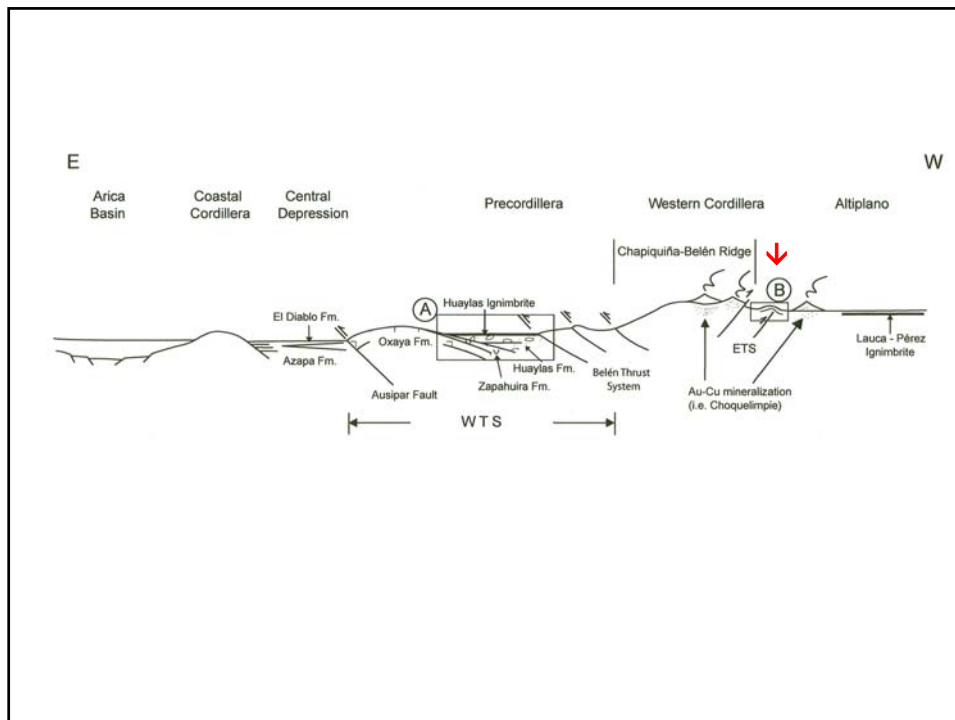 E
W
Arica
Basin
Coastal
Cordillera
Central
Depression
Precordillera
Western Cordillera
Altiplano
Chapiquiña-Belén Ridge
A
Huaylas Ignimbrite
B
El Diablo Fm.
Oxaya Fm.
Azapa Fm.
Huaylas Fm.
Zapahuira Fm.
Belén Thrust
System
Ausipar Fault
ETS
Lauca - Pérez
Ignimbrite
Au-Cu mineralization
(i.e. Choquelimpie)
WTS